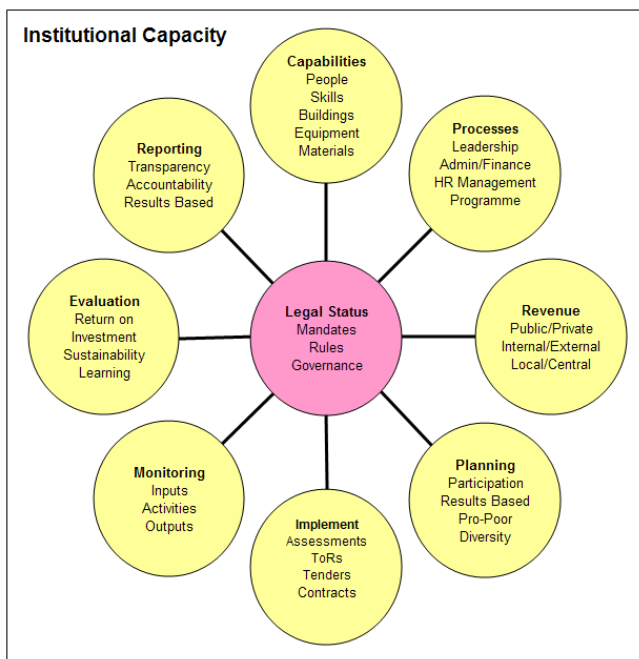 Institutional Capacity
Capabilities
People
Skills
Buildings
Equipment
Materials
Processes
Leadership
Admin/Finance
HR Management
Programme
Revenue
Public/Private
Internal/External
Local/Central
Planning
Participation
Results Based
Pro-Poor
Diversity
Implement
Assessments
ToRs
Tenders
Contracts
Monitoring
Inputs
Activities
Outputs
Evaluation
Return on
Investment
Sustainability
Learning
Reporting
Transparency
Accountability
Results Based
Legal Status
Mandates
Rules
Governance